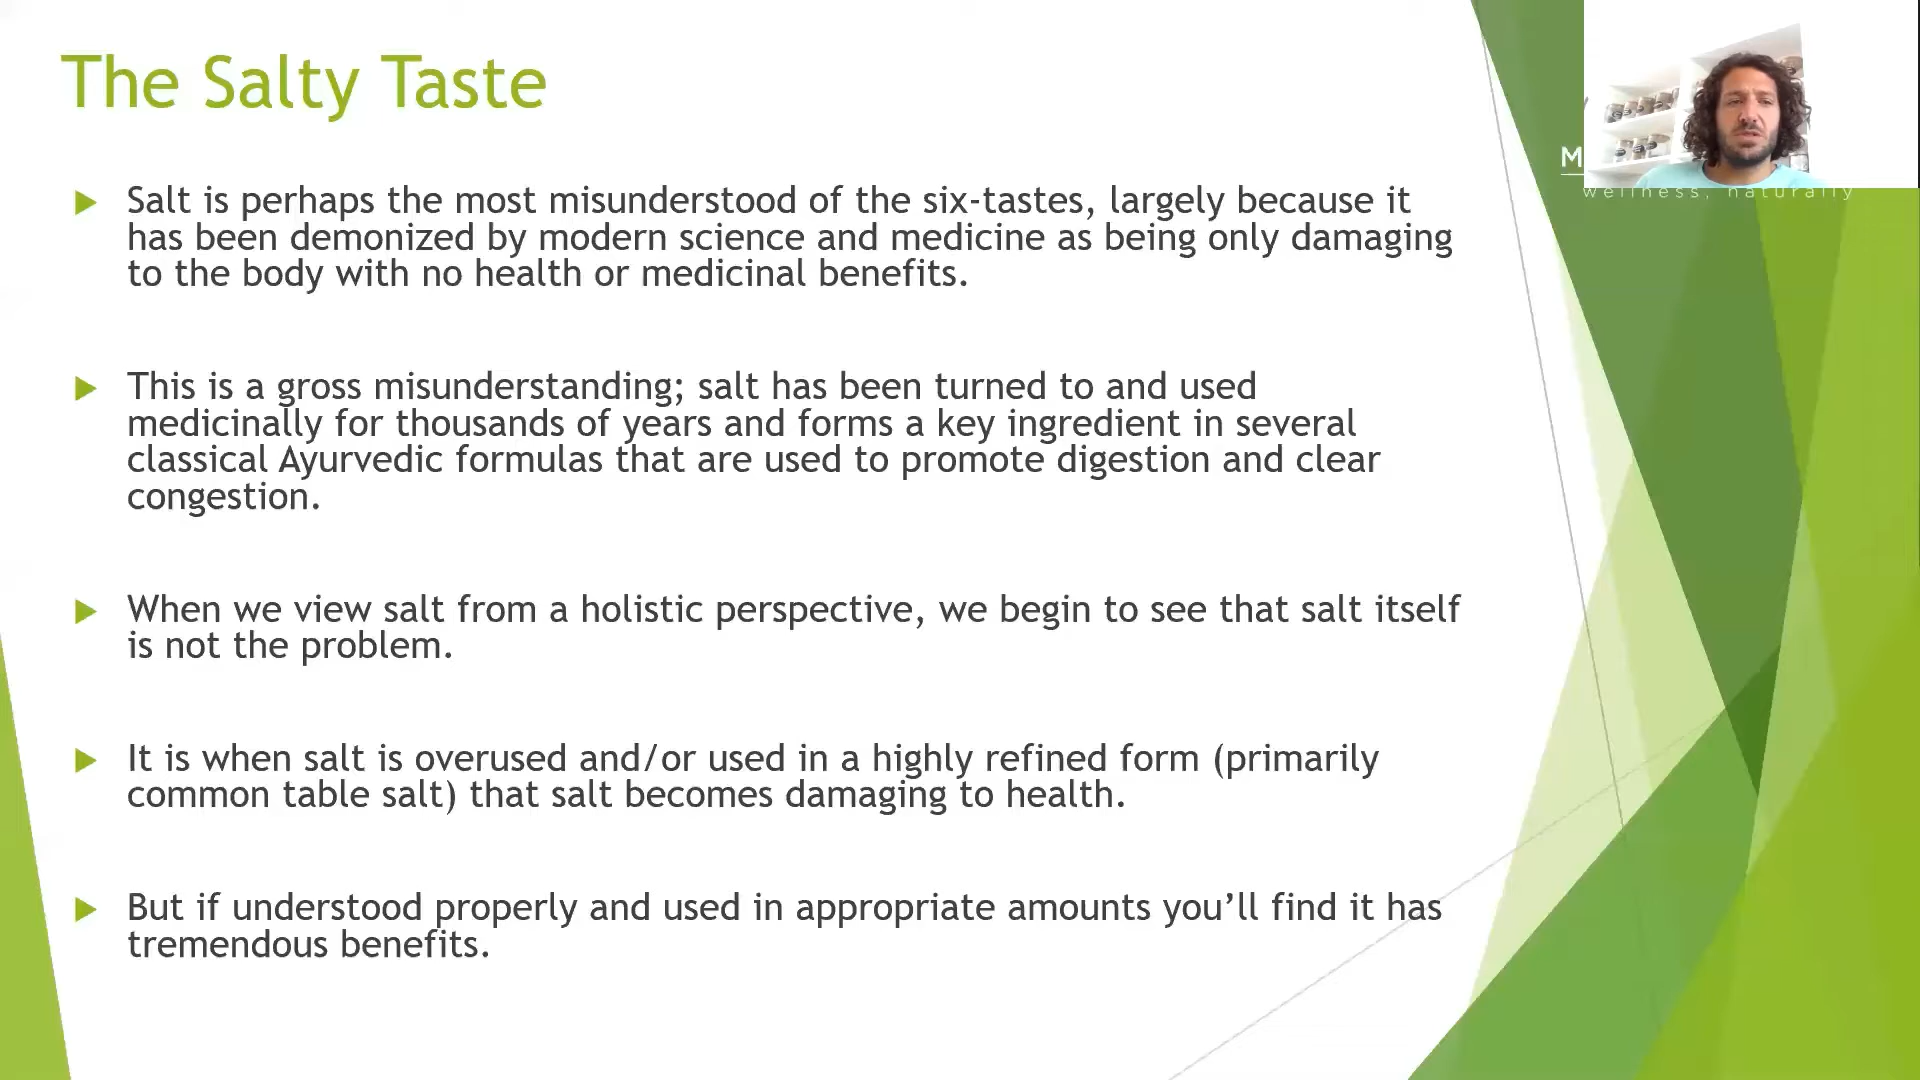 The Salty Taste
Salt is perhaps the most misunderstood of the six-tastes, largely because it
has been demonized by modern science and medicine as being only damaging
to the body with no health or medicinal benefits.
This is a gross misunderstanding; salt has been turned to and used
medicinally for thousands of years and forms a key ingredient in several
classical Ayurvedic formulas that are used to promote digestion and clear
congestion.
When we view salt from a holistic perspective, we begin to see that salt itself
is not the problem.
It is when salt is overused and/or used in a highly refined form (primarily
common table salt) that salt becomes damaging to health.
But if understood properly and used in appropriate amounts you’ll find it has
tremendous benefits.
M
wellness, naturally